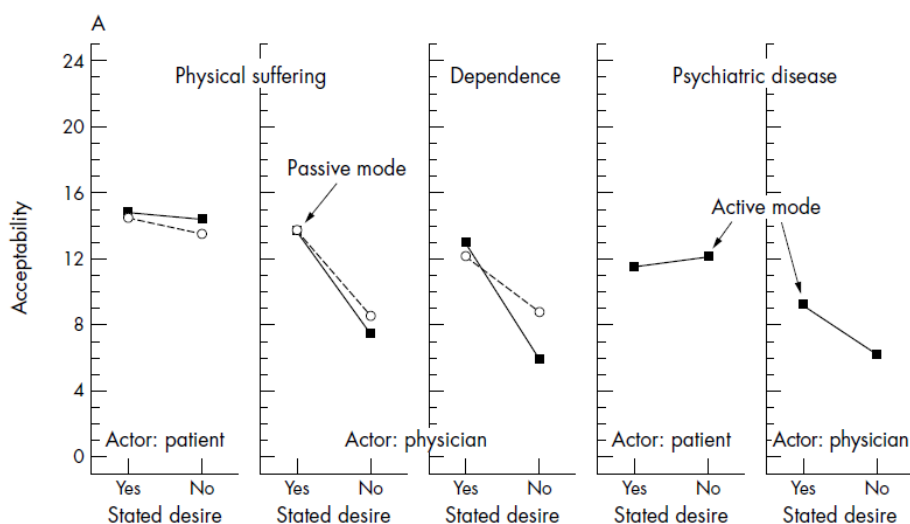 A
Physical suffering
Dependence
Psychiatric disease
Passive mode
Active mode
Acceptability
24
20
16
12
8
4
0
Actor: patient
Actor: physician
Actor: patient
Actor: physician
Yes No Yes No Yes No Yes No Yes No
Stated desire Stated desire Stated desire Stated desire Stated desire